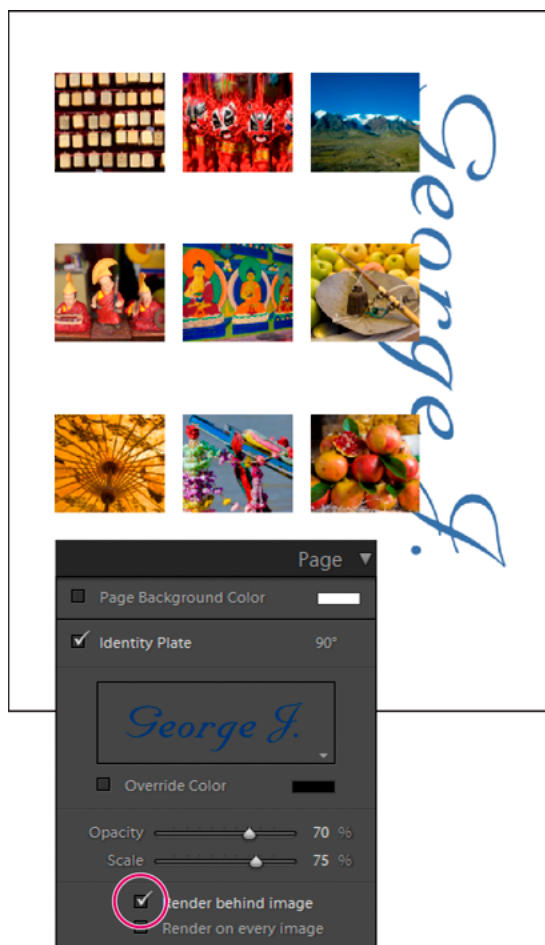 George J.
Page
Page Background Color
Identity Plate 90°
George J.
Override Color
Opacity 70 %
Scale 75 %
Render behind image
Render on every image